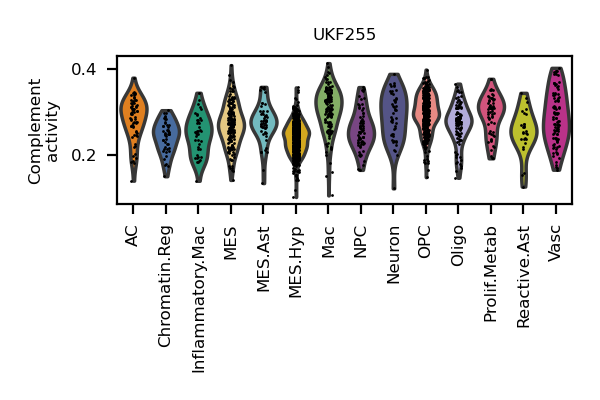 UKF255
Complement
activity
0.4
0.2
AC
Chromatin.Reg
Inflammatory.Mac
MES
MES.Ast
MES.Hyp
Mac
NPC
Neuron
OPC
Oligo
Prolif.Metab
Reactive.Ast
Vasc